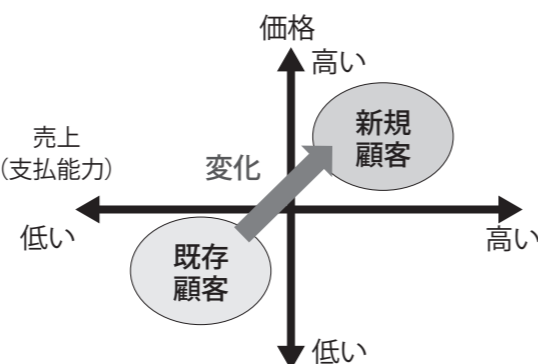 価格
高い
新規
顧客
売上
（支払能力）
変化
低い
高い
既存
顧客
低い